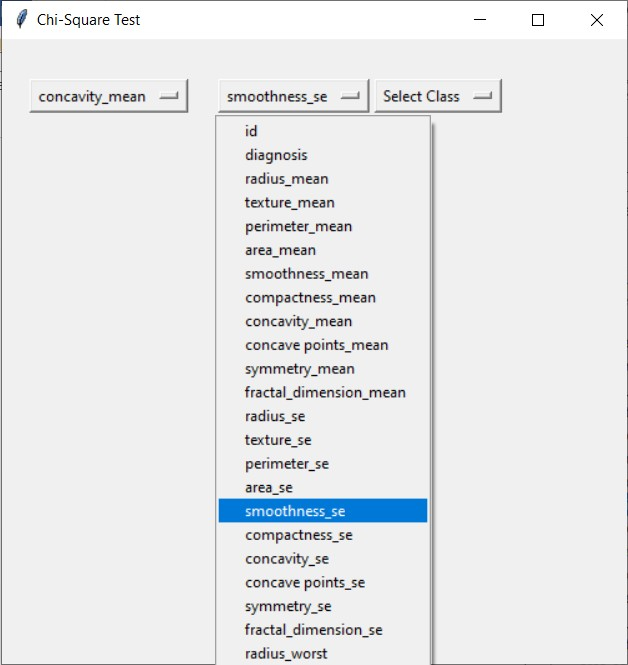 Chi-Square Test
concavity_mean smoothness_se Select Class
id
diagnosis
radius_mean
texture_mean
perimeter_mean
area_mean
smoothness_mean
compactness_mean
concavity_mean
concave points_mean
symmetry_mean
fractal_dimension_mean
radius_se
texture_se
perimeter_se
area_se
smoothness_se
compactness_se
concavity_se
concave points_se
symmetry_se
fractal_dimension_se
radius_worst